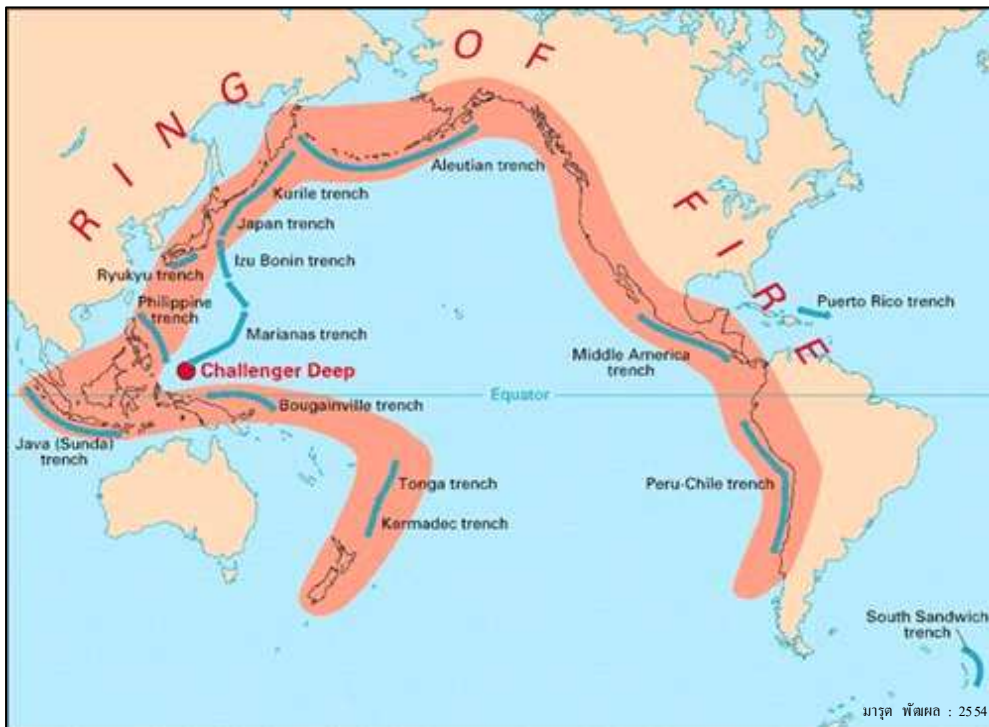 RING OF FIRE
Aleutian trench
Kurile trench
Japan trench
Izu Bonin trench
Ryukyu trench
Philippine
trench
Marianas trench
Challenger Deep
Puerto Rico trench
Middle America
trench
Equator
Bougainville trench
Java (Sunda)
trench
Tonga trench
Kermadec trench
Peru-Chile trench
South Sandwich
trench
มารุต พัฒผล : 2554